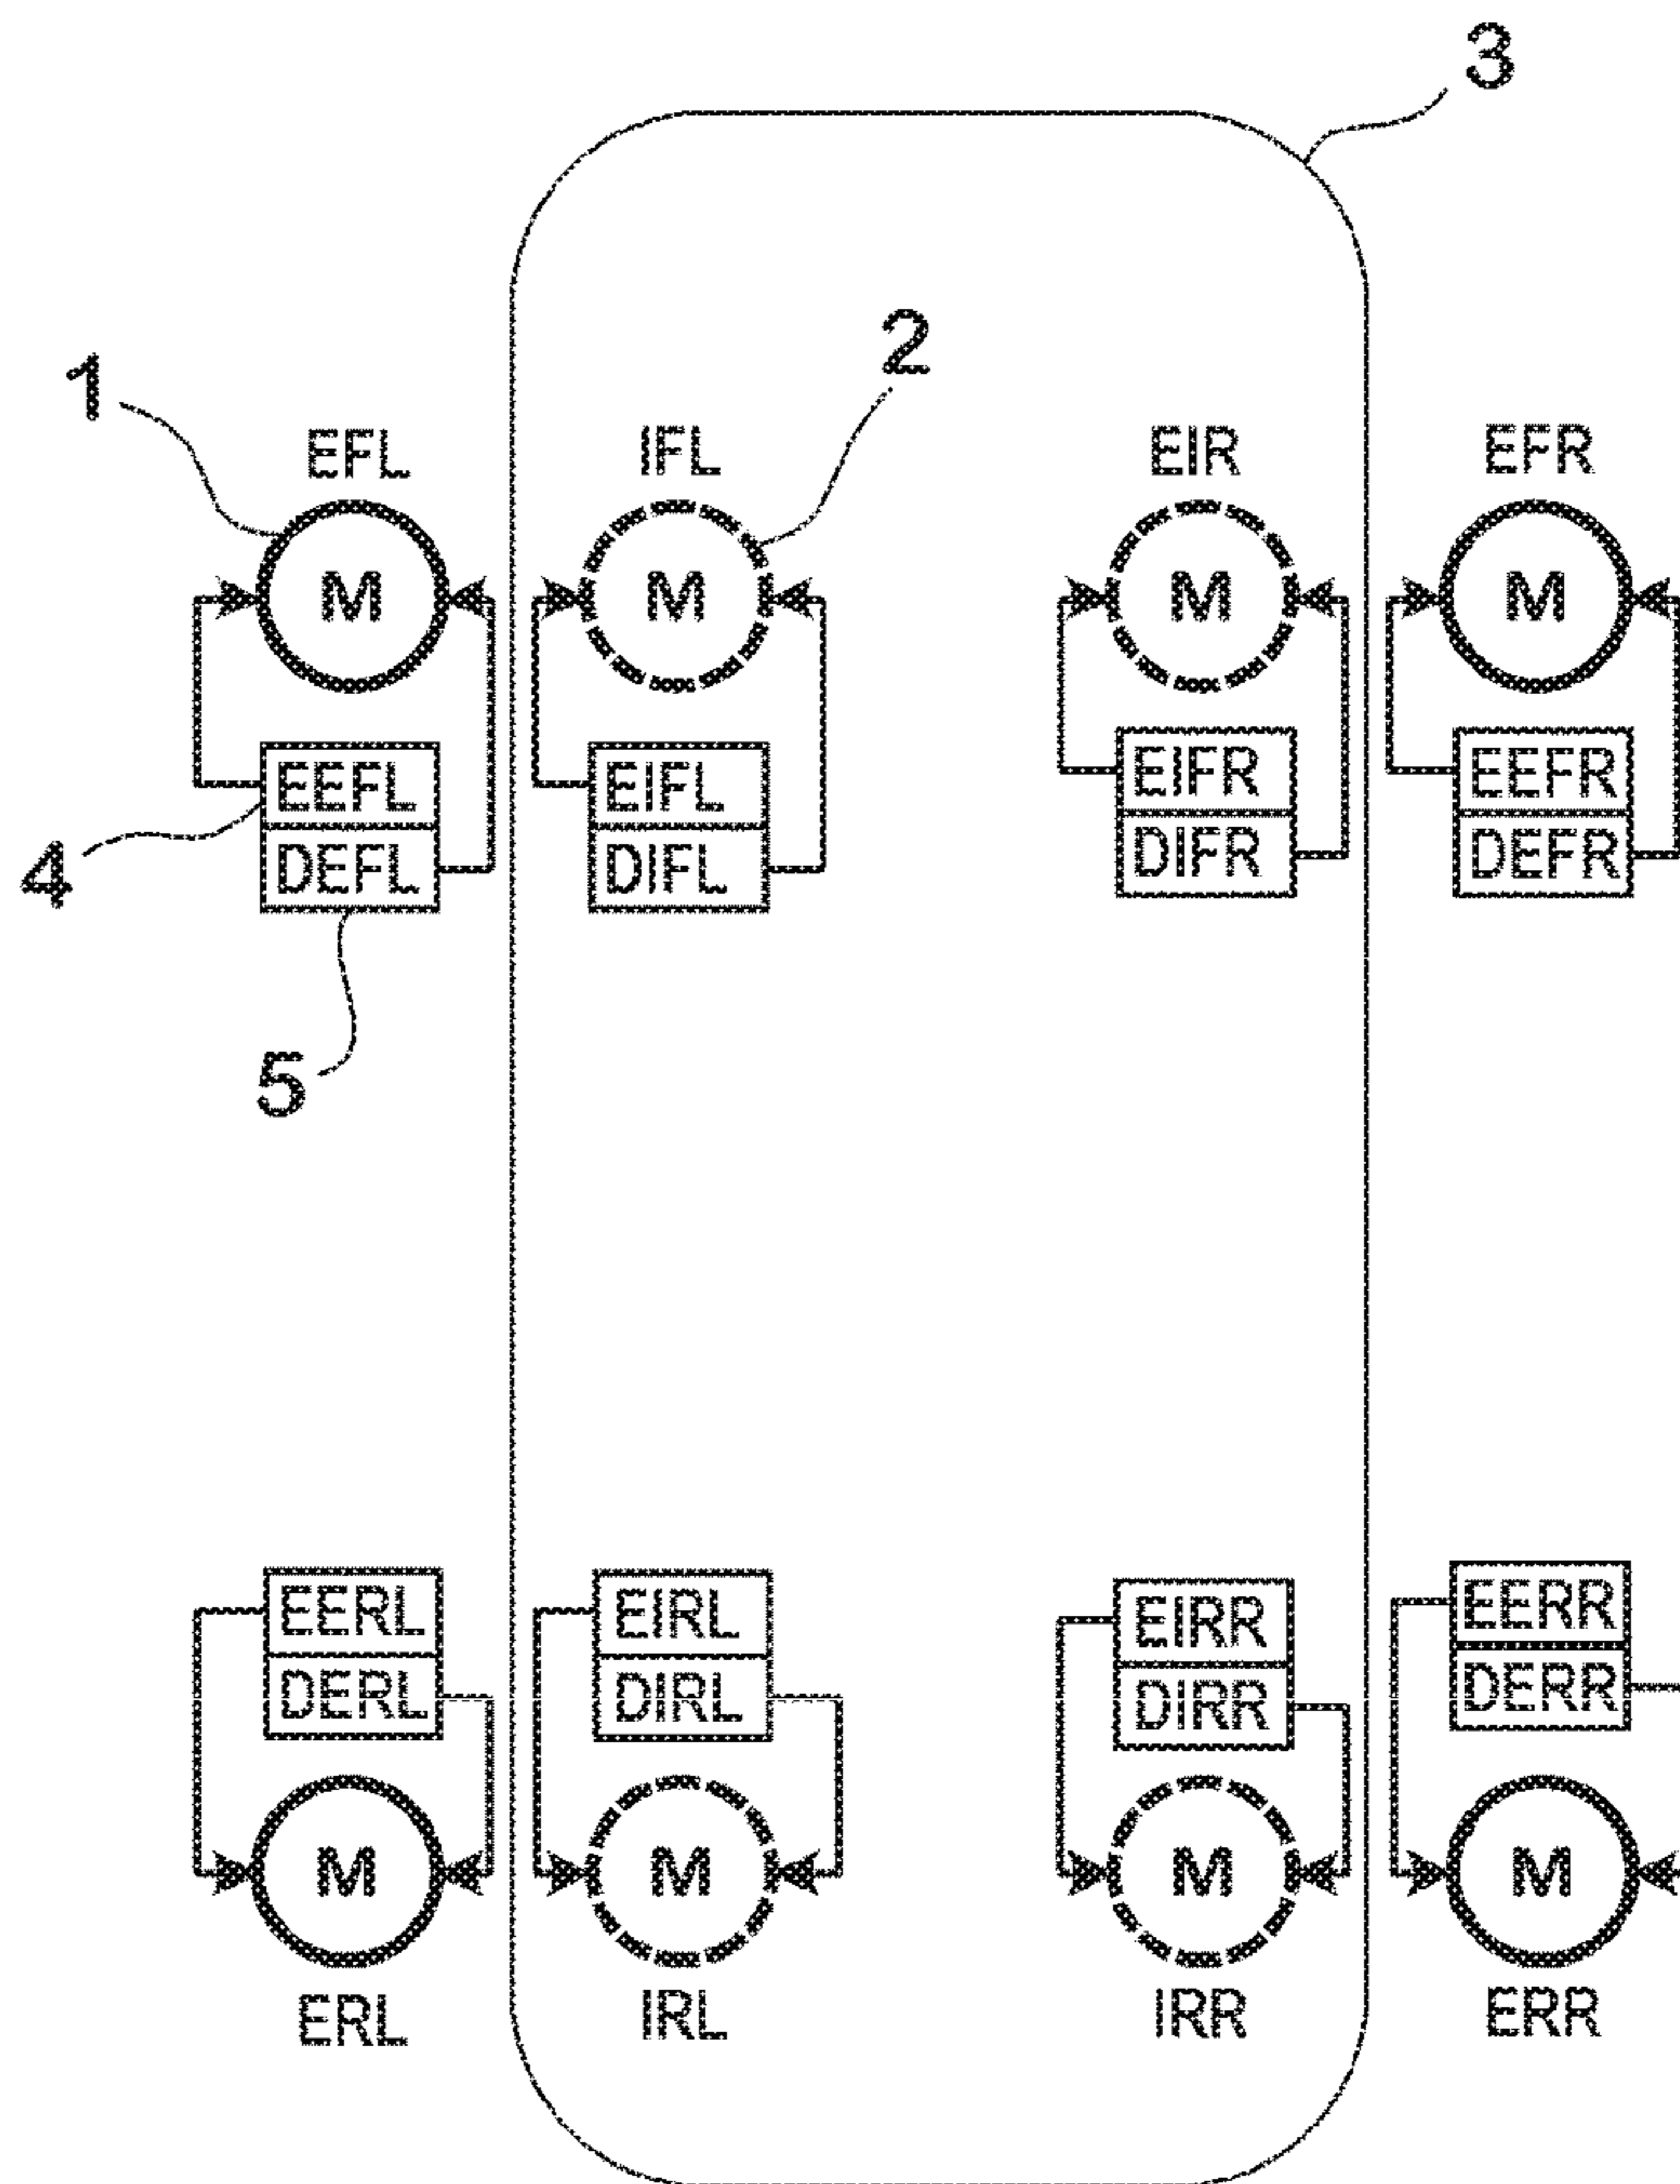 3
1
2
EFL IFL EIR EFR
M M M M
EEFL EIFL EIFR EEFR
DEFL DIFL DIFR DEFR
4
5
EERL EIRL EIRR EERR
DERL DIRL DIRR DERR
M M M M
ERL IRL IRR ERR